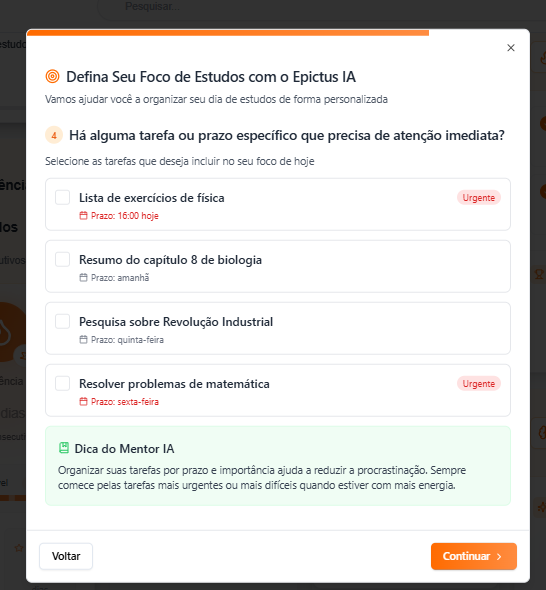 Pesquisar...
Defina Seu Foco de Estudos com o Epictus IA
Vamos ajudar você a organizar seu dia de estudos de forma personalizada
4 Há alguma tarefa ou prazo específico que precisa de atenção imediata?
Selecione as tarefas que deseja incluir no seu foco de hoje
Lista de exercícios de física Urgente
Prazo: 16:00 hoje
Resumo do capítulo 8 de biologia
Prazo: amanhã
Pesquisa sobre Revolução Industrial
Prazo: quinta-feira
Resolver problemas de matemática Urgente
Prazo: sexta-feira
Dica do Mentor IA
Organizar suas tarefas por prazo e importância ajuda a reduzir a procrastinação. Sempre
comece pelas tarefas mais urgentes ou mais difíceis quando estiver com mais energia.
Voltar Continuar